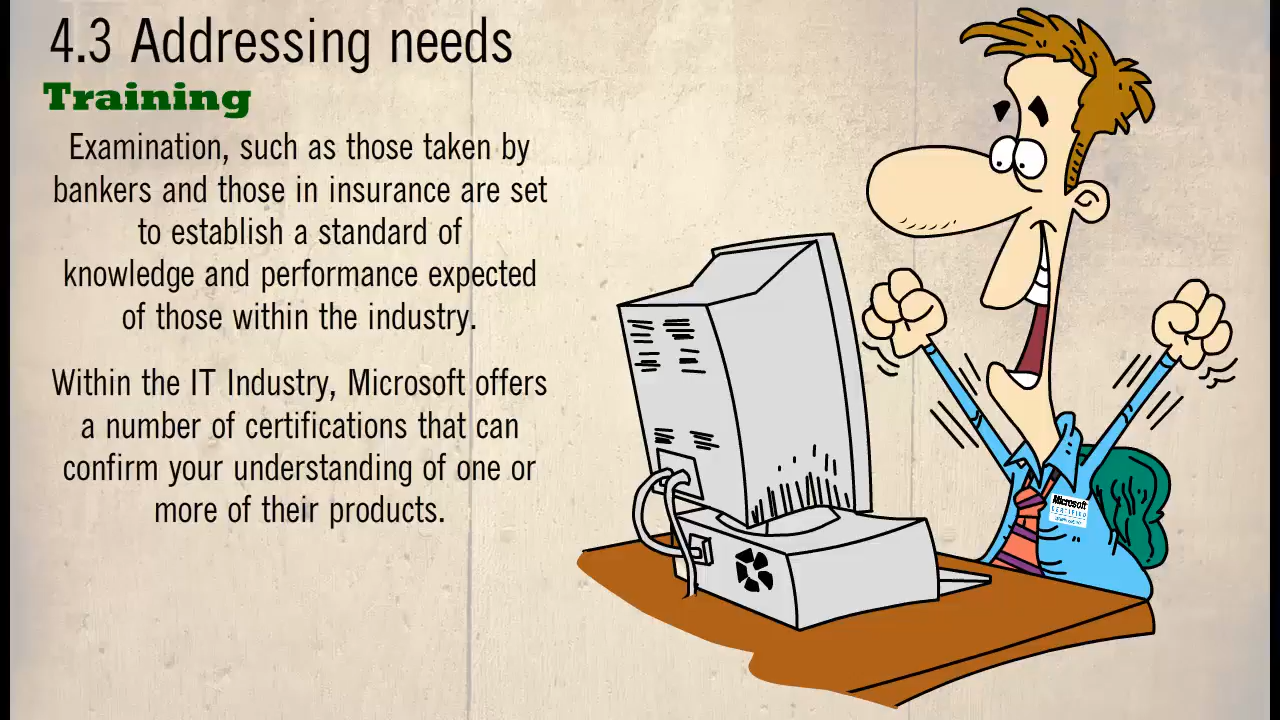 4.3 Addressing needs
Training
Examination, such as those taken by
bankers and those in insurance are set
to establish a standard of
knowledge and performance expected
of those within the industry.
Within the IT Industry, Microsoft offers
a number of certifications that can
confirm your understanding of one or
more of their products.
Microsoft
CERTIFIED